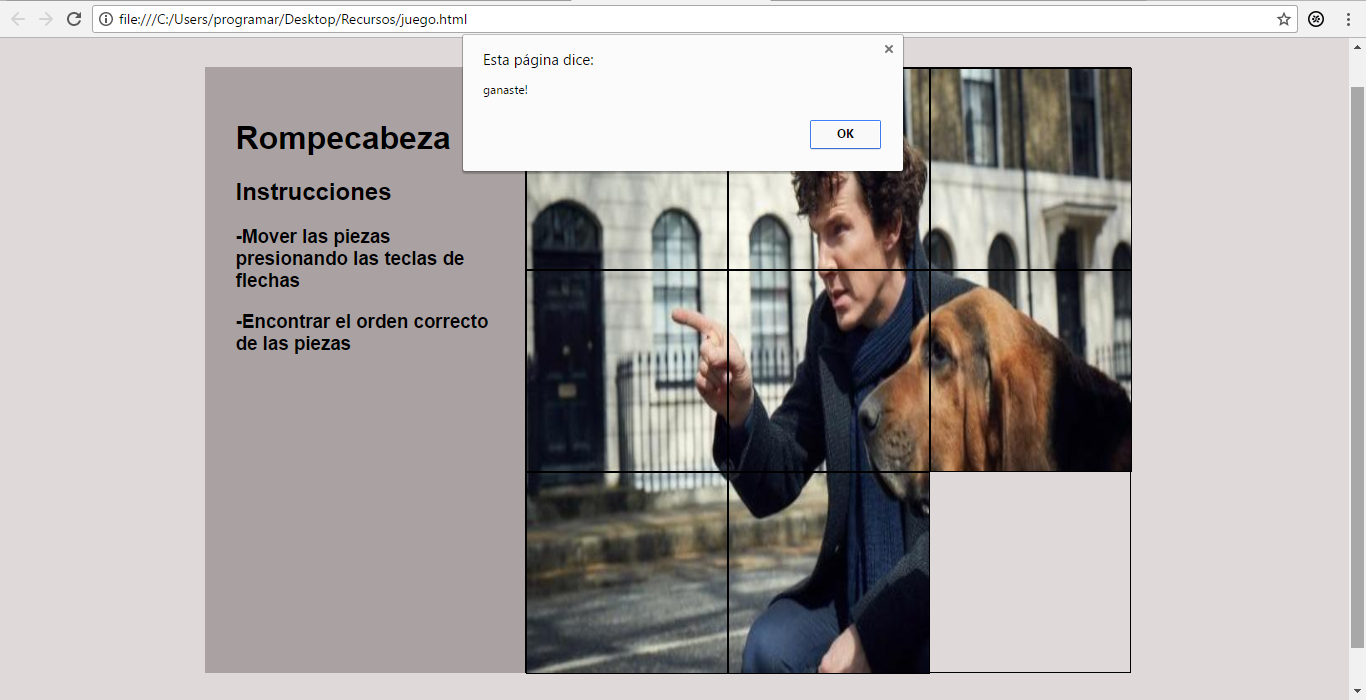 file:///C:/Users/programar/Desktop/Recursos/juego.html
Esta página dice:
ganaste!
OK
Rompecabeza
Instrucciones
-Mover las piezas
presionando las teclas de
flechas
-Encontrar el orden correcto
de las piezas